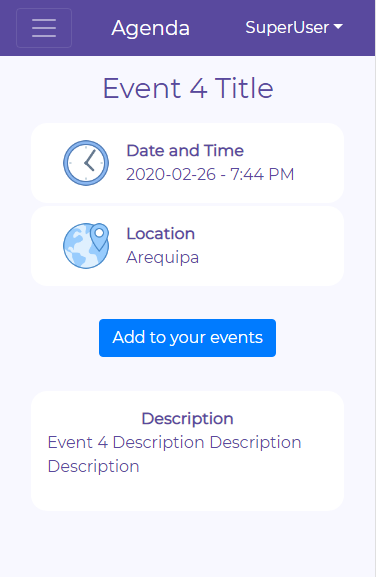 Agenda
SuperUser
Event 4 Title
Date and Time
2020-02-26 - 7:44 PM
Location
Arequipa
Add to your events
Description
Event 4 Description Description
Description